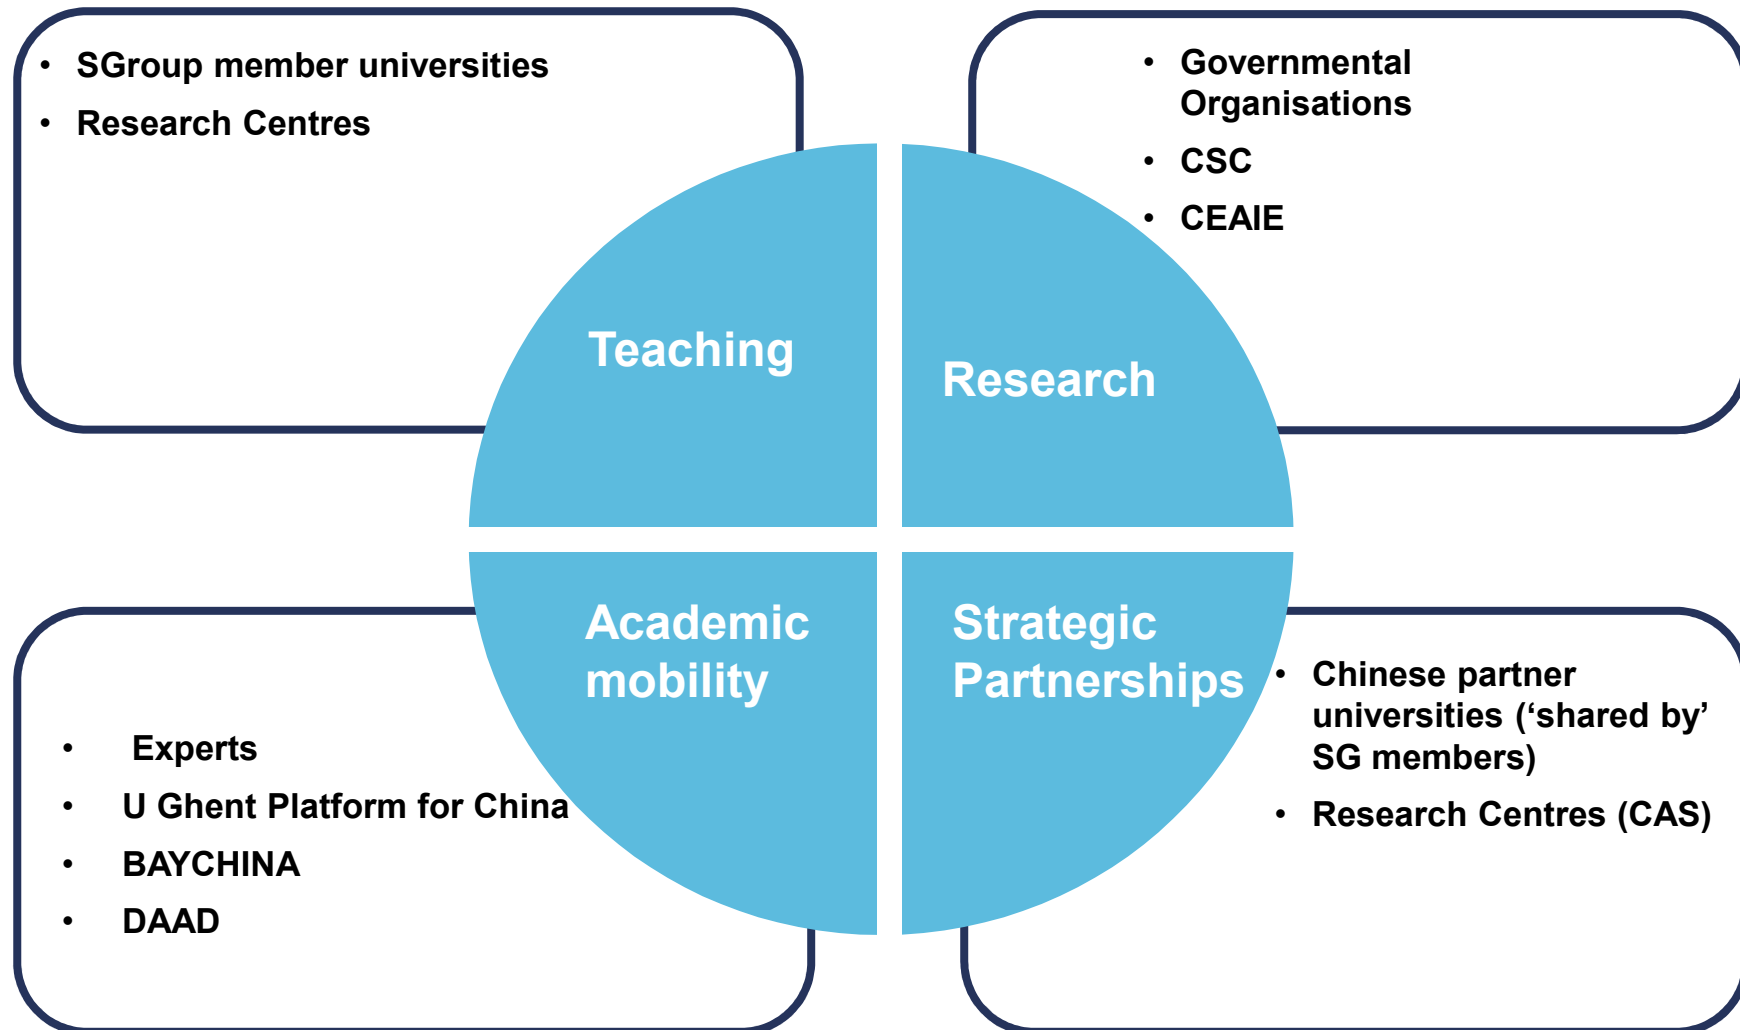 • SGroup member universities
• Research Centres
• Governmental
Organisations
• CSC
• CEAIE
Teaching
Research
Academic
mobility
Strategic
Partnerships
• Experts
• U Ghent Platform for China
• BAYCHINA
• DAAD
• Chinese partner
universities (‘shared by’
SG members)
• Research Centres (CAS)